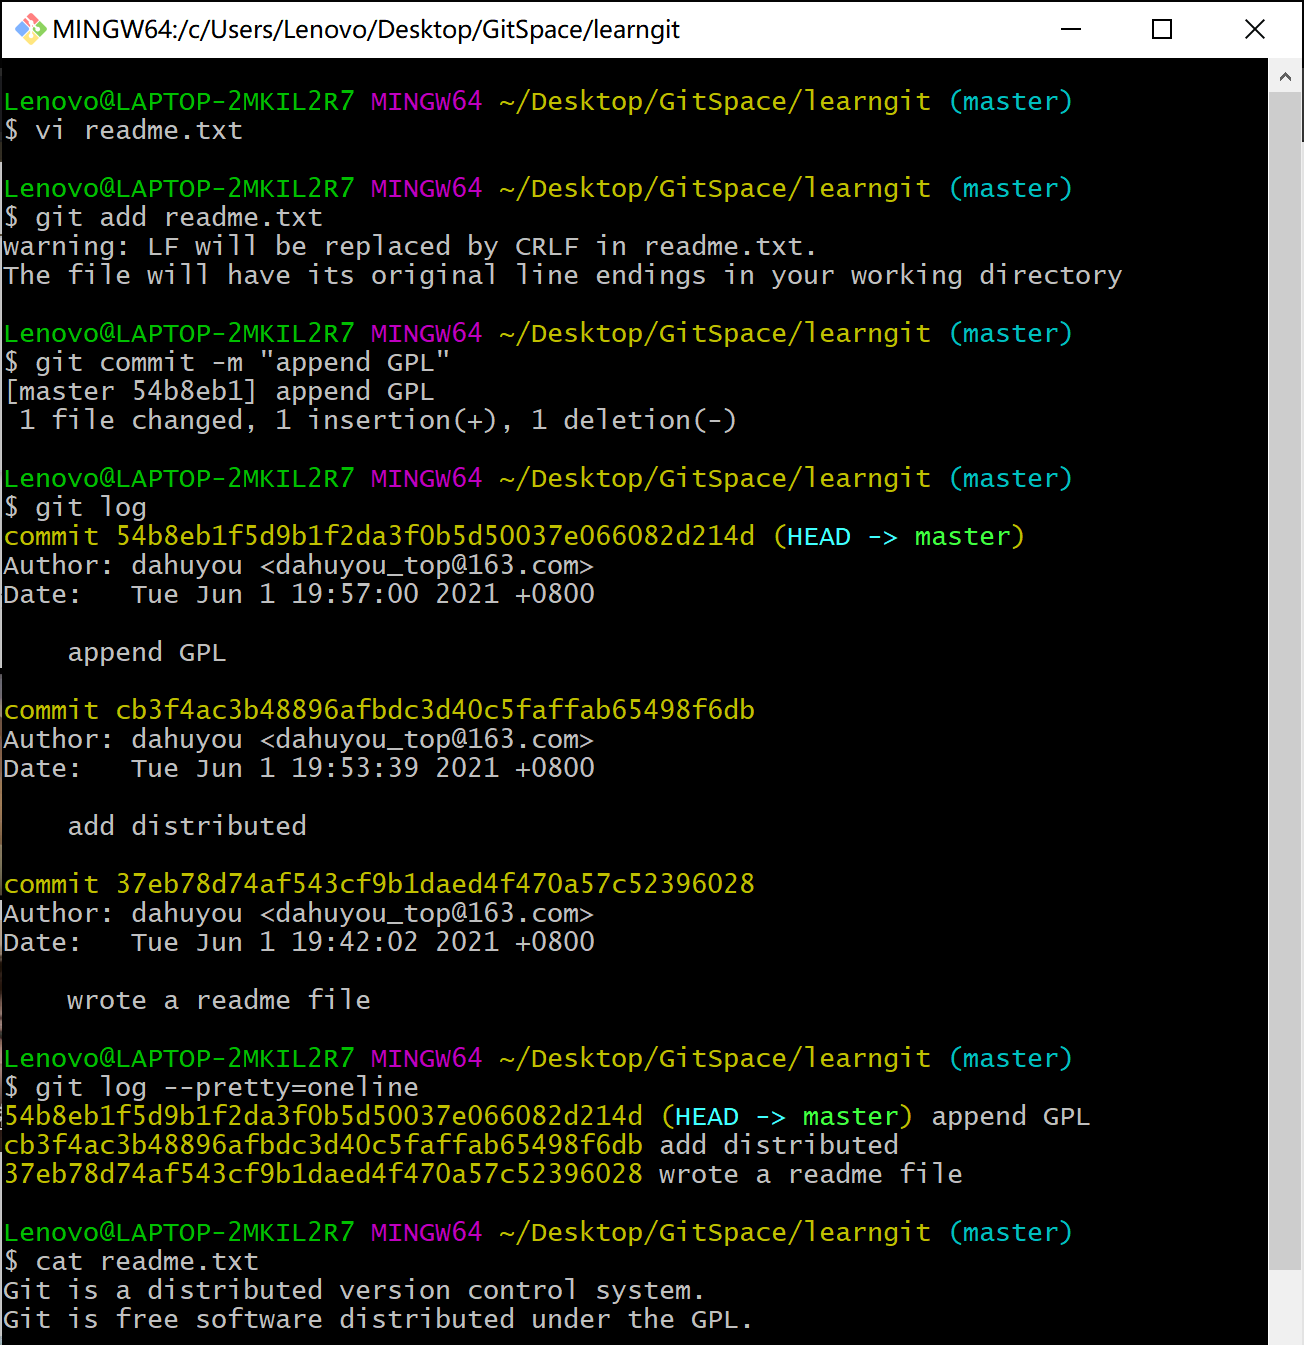 MINGW64:/c/Users/Lenovo/Desktop/GitSpace/learngit
Lenovo@LAPTOP-2MKIL2R7 MINGW64 ~/Desktop/GitSpace/learngit (master)
$ vi readme.txt
Lenovo@LAPTOP-2MKIL2R7 MINGW64 ~/Desktop/GitSpace/learngit (master)
$ git add readme.txt
warning: LF will be replaced by CRLF in readme.txt.
The file will have its original line endings in your working directory
Lenovo@LAPTOP-2MKIL2R7 MINGW64 ~/Desktop/GitSpace/learngit (master)
$ git commit -m "append GPL"
[master 54b8eb1] append GPL
 1 file changed, 1 insertion(+), 1 deletion(-)
Lenovo@LAPTOP-2MKIL2R7 MINGW64 ~/Desktop/GitSpace/learngit (master)
$ git log
commit 54b8eb1f5d9b1f2da3f0b5d50037e066082d214d (HEAD -> master)
Author: dahuyou <dahuyou_top@163.com>
Date:   Tue Jun 1 19:57:00 2021 +0800
    append GPL
commit cb3f4ac3b48896afbdc3d40c5faffab65498f6db
Author: dahuyou <dahuyou_top@163.com>
Date:   Tue Jun 1 19:53:39 2021 +0800
    add distributed
commit 37eb78d74af543cf9b1daed4f470a57c52396028
Author: dahuyou <dahuyou_top@163.com>
Date:   Tue Jun 1 19:42:02 2021 +0800
    wrote a readme file
Lenovo@LAPTOP-2MKIL2R7 MINGW64 ~/Desktop/GitSpace/learngit (master)
$ git log --pretty=oneline
54b8eb1f5d9b1f2da3f0b5d50037e066082d214d (HEAD -> master) append GPL
cb3f4ac3b48896afbdc3d40c5faffab65498f6db add distributed
37eb78d74af543cf9b1daed4f470a57c52396028 wrote a readme file
Lenovo@LAPTOP-2MKIL2R7 MINGW64 ~/Desktop/GitSpace/learngit (master)
$ cat readme.txt
Git is a distributed version control system.
Git is free software distributed under the GPL.